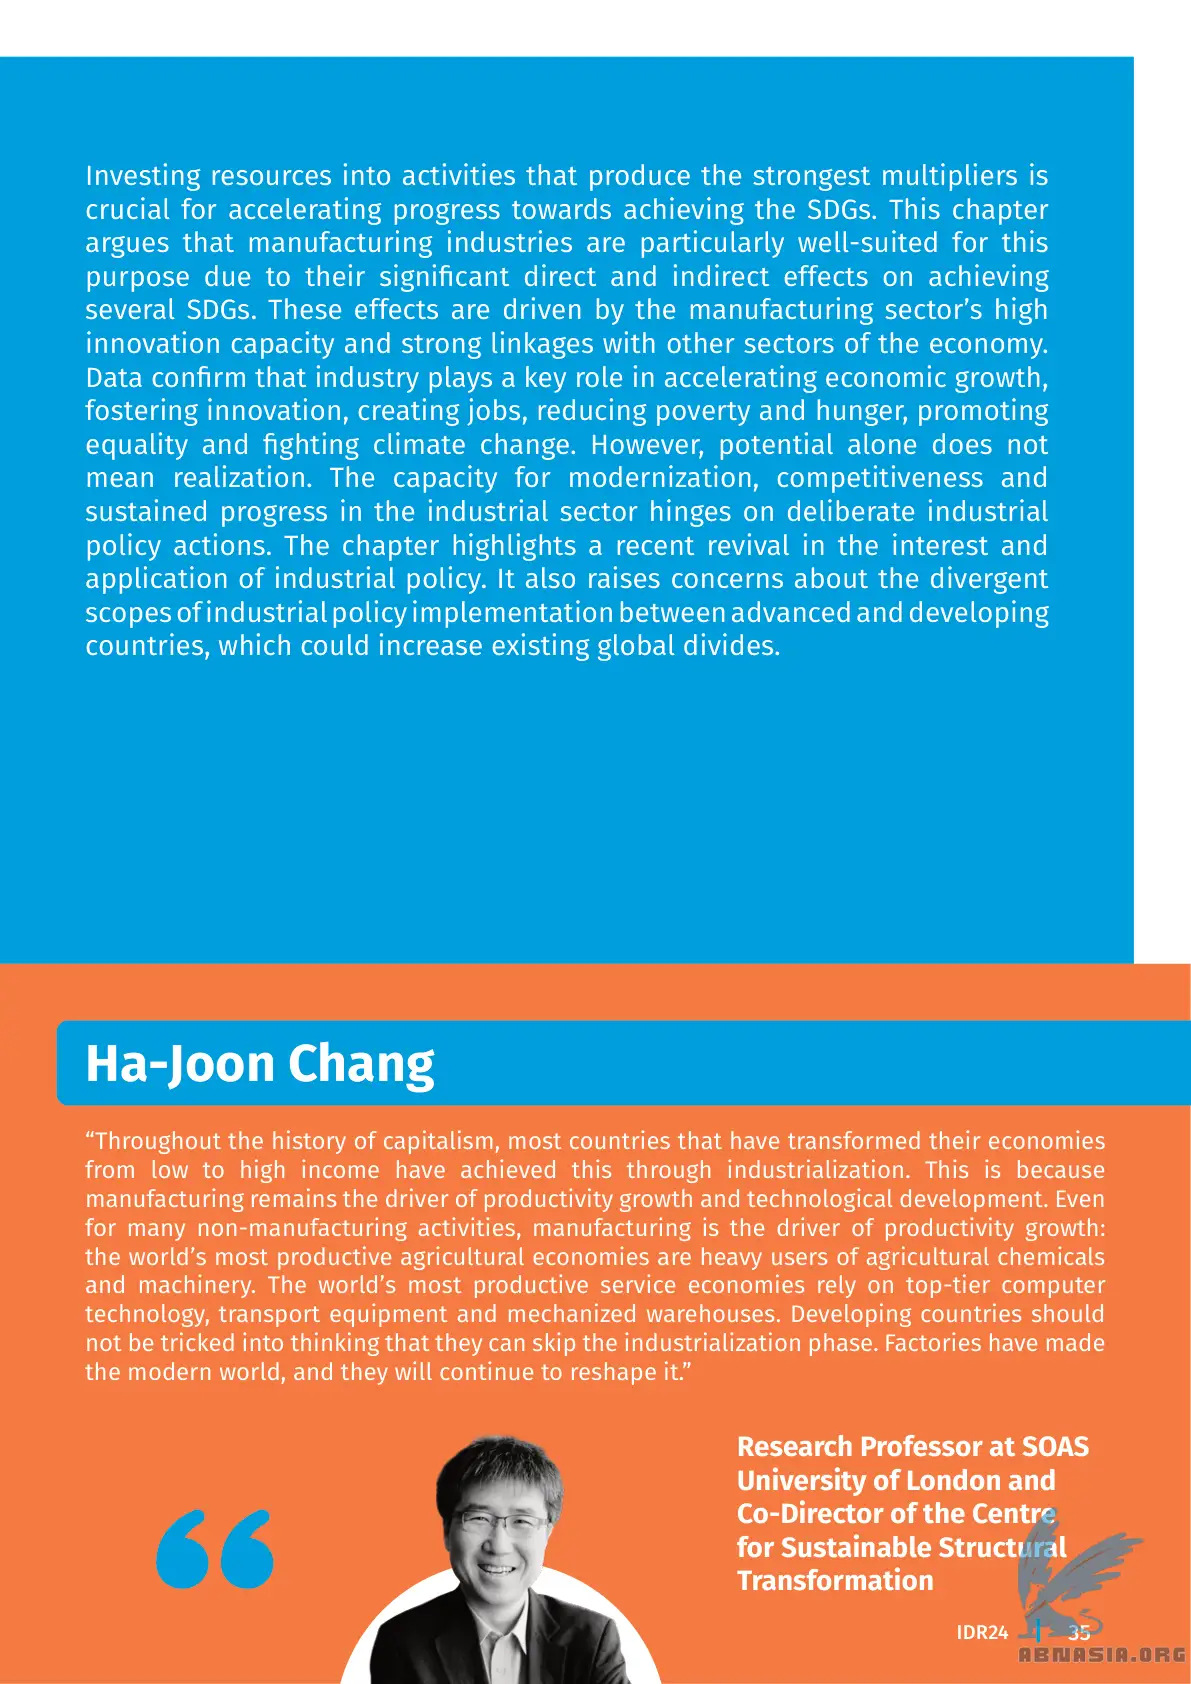 Investing resources into activities that produce the strongest multipliers is
crucial for accelerating progress towards achieving the SDGs. This chapter
argues that manufacturing industries are particularly well-suited for this
purpose due to their significant direct and indirect effects on achieving
several SDGs. These effects are driven by the manufacturing sector’s high
innovation capacity and strong linkages with other sectors of the economy.
Data confirm that industry plays a key role in accelerating economic growth,
fostering innovation, creating jobs, reducing poverty and hunger, promoting
equality and fighting climate change. However, potential alone does not
mean realization. The capacity for modernization, competitiveness and
sustained progress in the industrial sector hinges on deliberate industrial
policy actions. The chapter highlights a recent revival in the interest and
application of industrial policy. It also raises concerns about the divergent
scopes of industrial policy implementation between advanced and developing
countries, which could increase existing global divides.
Ha-Joon Chang
“Throughout the history of capitalism, most countries that have transformed their economies
from low to high income have achieved this through industrialization. This is because
manufacturing remains the driver of productivity growth and technological development. Even
for many non-manufacturing activities, manufacturing is the driver of productivity growth:
the world’s most productive agricultural economies are heavy users of agricultural chemicals
and machinery. The world’s most productive service economies rely on top-tier computer
technology, transport equipment and mechanized warehouses. Developing countries should
not be tricked into thinking that they can skip the industrialization phase. Factories have made
the modern world, and they will continue to reshape it.”
“
Research Professor at SOAS
University of London and
Co-Director of the Centre
for Sustainable Structural
Transformation
IDR24 | 35
ABNASIA.ORG